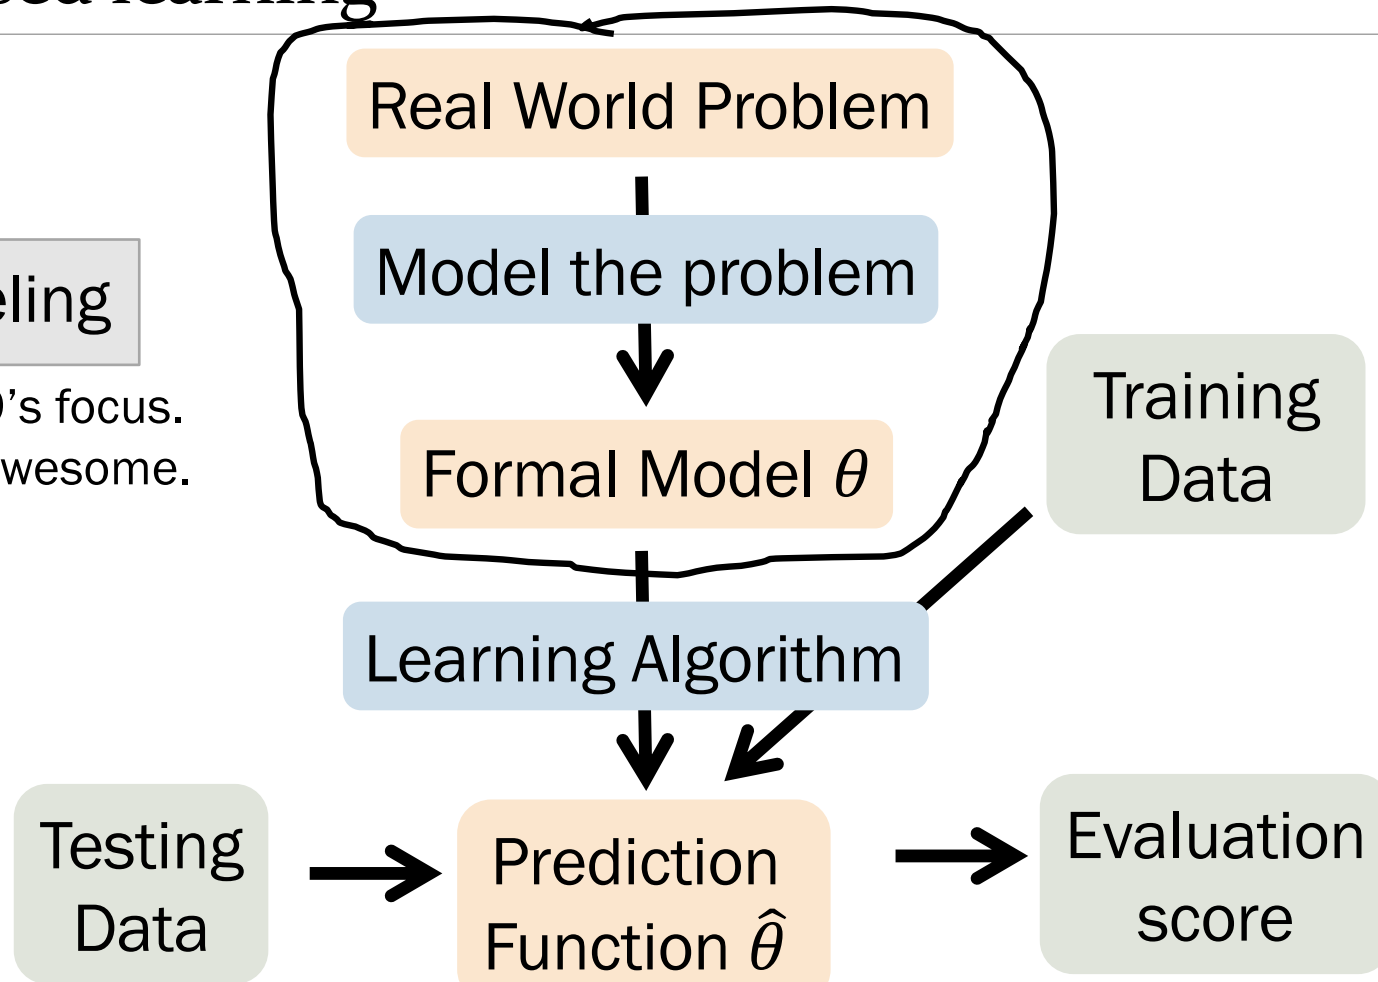 learning
Real World Problem
Model the problem
eling
's focus.
wesome.
Formal Model θ
Training
Data
Learning Algorithm
Testing
Data
Prediction
Function θ̂
Evaluation
score